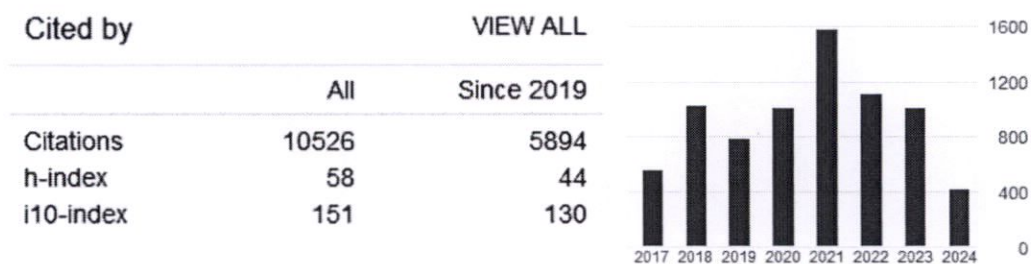 Cited by VIEW ALL
All Since 2019
Citations 10526 5894
h-index 58 44
i10-index 151 130
1600
1200
800
400
0
2017 2018 2019 2020 2021 2022 2023 2024